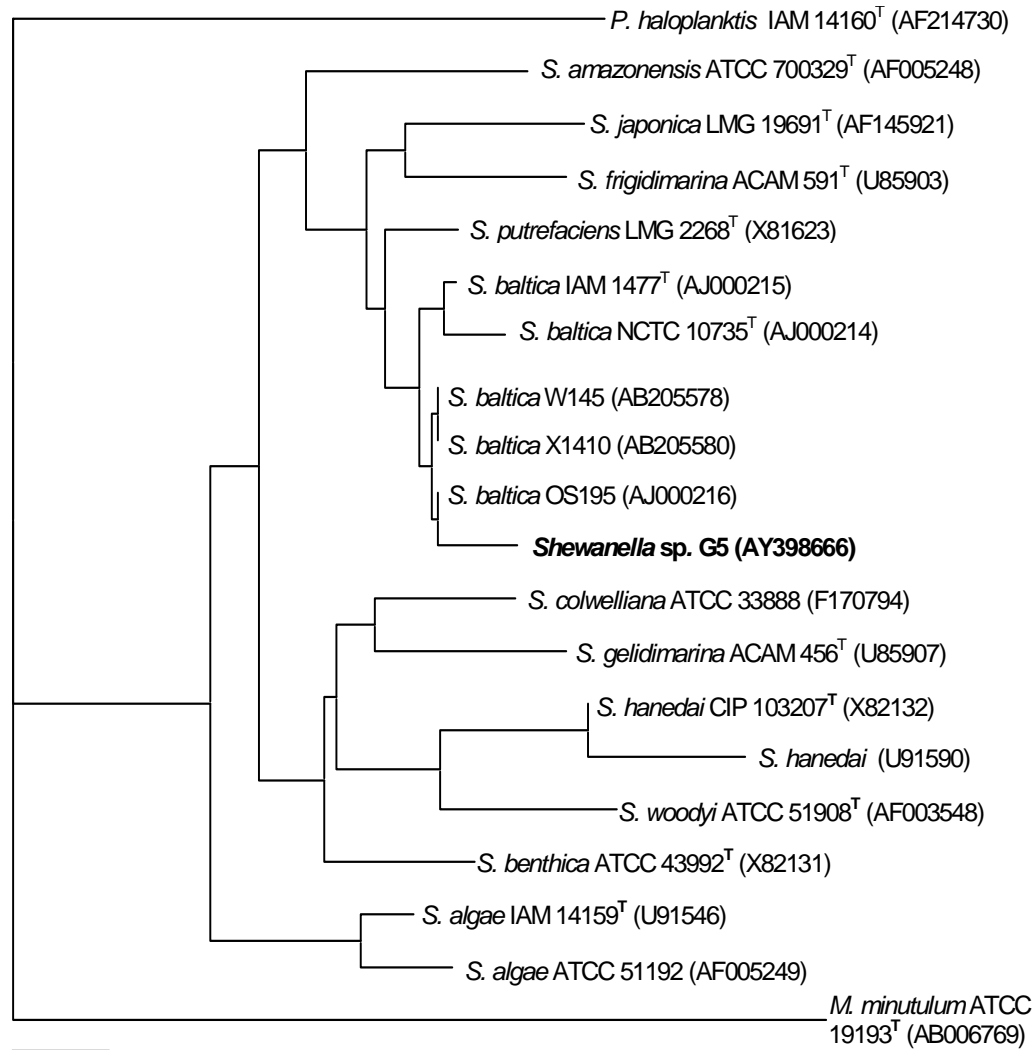 P. haloplanktis IAM 14160ᵀ (AF214730)
S. amazonensis ATCC 700329ᵀ (AF005248)
S. japonica LMG 19691ᵀ (AF145921)
S. frigidimarina ACAM 591ᵀ (U85903)
S. putrefaciens LMG 2268ᵀ (X81623)
S. baltica IAM 1477ᵀ (AJ000215)
S. baltica NCTC 10735ᵀ (AJ000214)
S. baltica W145 (AB205578)
S. baltica X1410 (AB205580)
S. baltica OS195 (AJ000216)
Shewanella sp. G5 (AY398666)
S. colwelliana ATCC 33888 (F170794)
S. gelidimarina ACAM 456ᵀ (U85907)
S. hanedai CIP 103207ᵀ (X82132)
S. hanedai (U91590)
S. woodyi ATCC 51908ᵀ (AF003548)
S. benthica ATCC 43992ᵀ (X82131)
S. algae IAM 14159ᵀ (U91546)
S. algae ATCC 51192 (AF005249)
M. minutulum ATCC
19193ᵀ (AB006769)